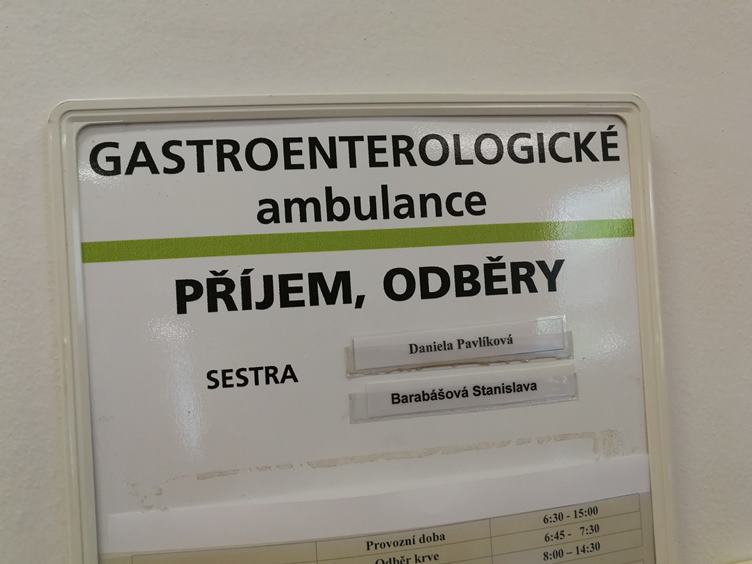 GASTROENTEROLOGICKÉ
ambulance
PŘÍJEM, ODBĚRY
SESTRA
Daniela Pavlíková
Barabášová Stanislava
Provozní doba 6:30 - 15:00
Odběr krve 6:45 - 7:30
8:00 – 14:30